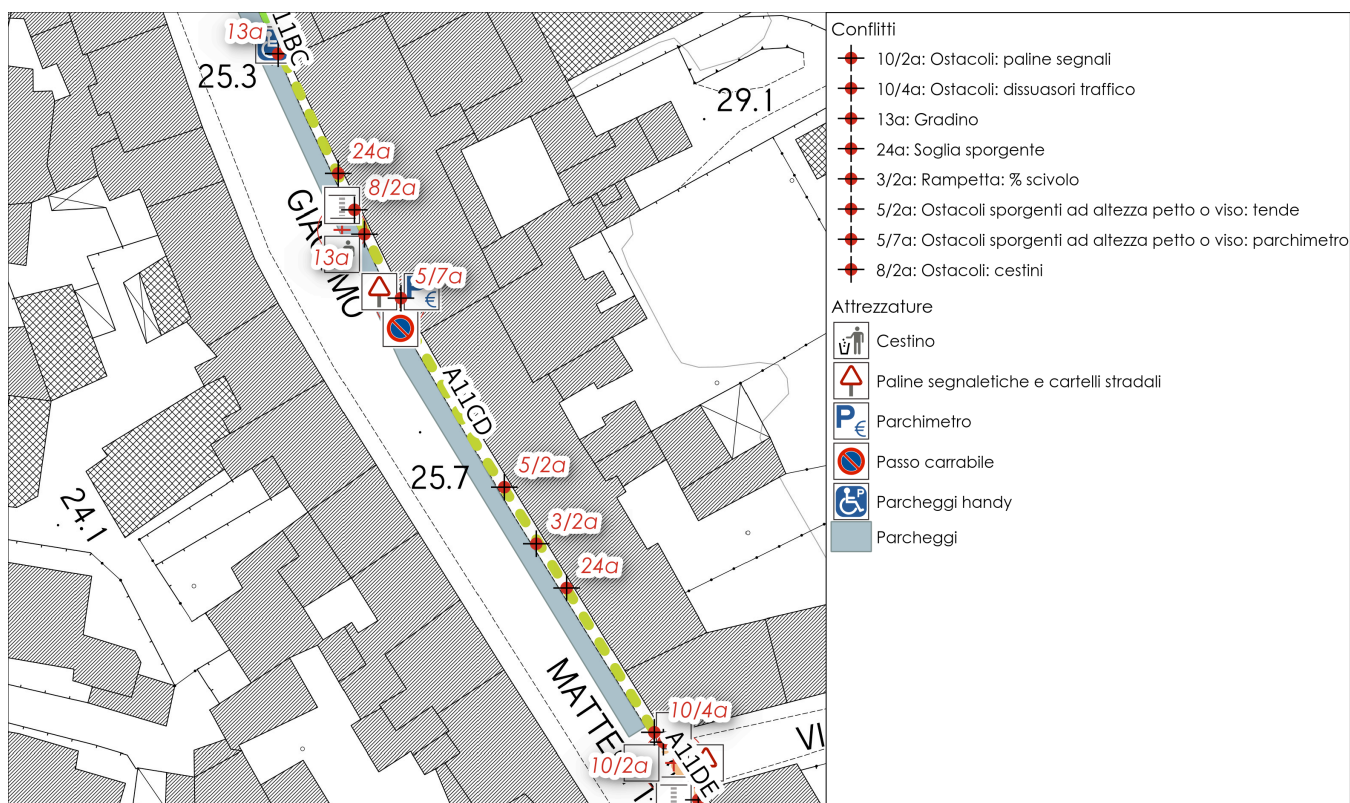 13a
A11BC
25.3
29.1
24a
8/2a
GIACOMO
13a
5/7a
P€
A11CD
25.7
5/2a
24.1
3/2a
24a
MATTE
10/4a
VI
10/2a
A11DE
Conflitti
10/2a: Ostacoli: paline segnali
10/4a: Ostacoli: dissuasori traffico
13a: Gradino
24a: Soglia sporgente
3/2a: Rampetta: % scivolo
5/2a: Ostacoli sporgenti ad altezza petto o viso: tende
5/7a: Ostacoli sporgenti ad altezza petto o viso: parchimetro
8/2a: Ostacoli: cestini
Attrezzature
Cestino
Paline segnaletiche e cartelli stradali
P€ Parchimetro
Passo carrabile
P Parcheggi handy
Parcheggi